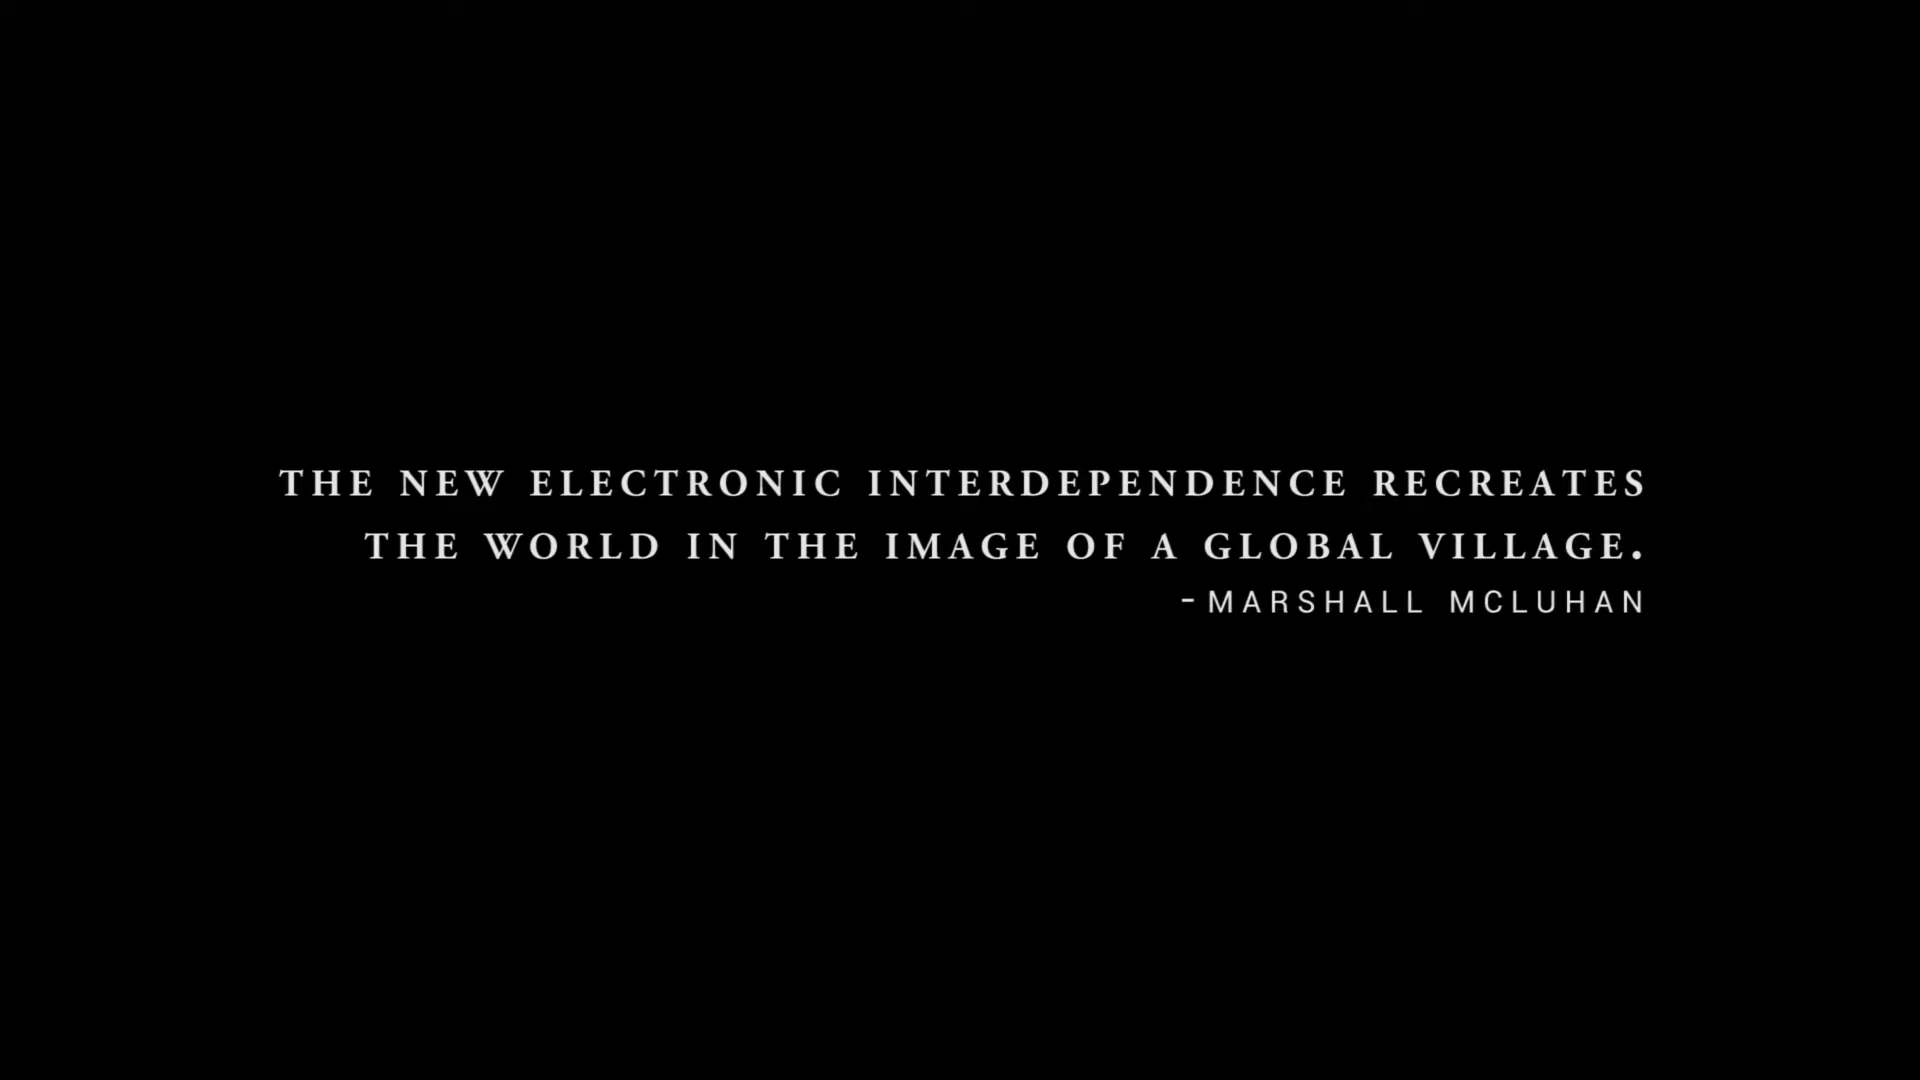 THE NEW ELECTRONIC INTERDEPENDENCE RECREATES
THE WORLD IN THE IMAGE OF A GLOBAL VILLAGE.
-MARSHALL MCLUHAN